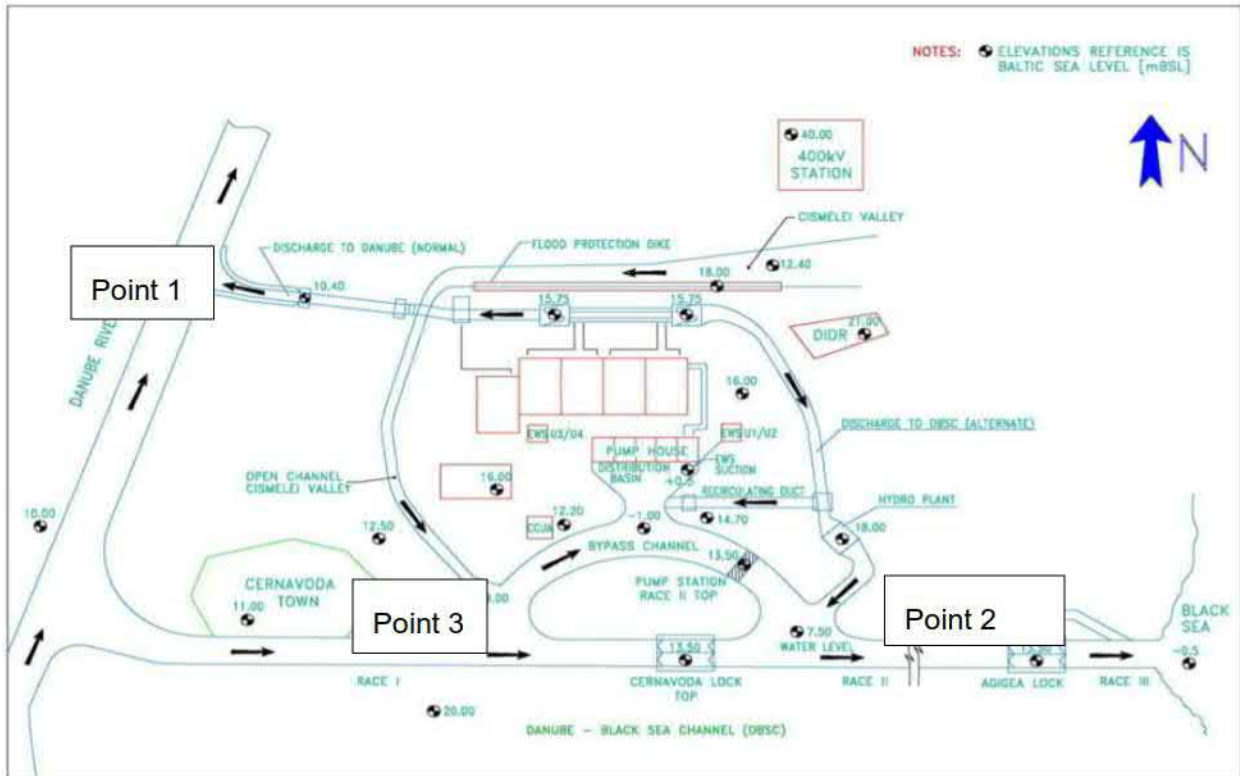 NOTES: ELEVATIONS REFERENCE IS
BALTIC SEA LEVEL [mBSL]
40.00
400kV
STATION
N
CISMELEI VALLEY
DISCHARGE TO DANUBE (NORMAL)
FLOOD PROTECTION DIKE
12.40
18.00
Point 1
10.40
15.75
15.75
DIDR
21.00
DANUBE RIVER
16.00
DISCHARGE TO DBSC (ALTERNATE)
EWS U3/U4
EWS U1/U2
PUMP HOUSE
DISTRIBUTION
BASIN
EWS
SUCTION
+0.5
OPEN CHANNEL
CISMELEI VALLEY
16.00
RECIRCULATING DUCT
HYDRO PLANT
10.00
12.50
CCUA
12.20
-1.00
14.70
18.00
BYPASS CHANNEL
13.50
PUMP STATION
RACE II TOP
CERNAVODA
TOWN
11.00
Point 3
Point 2
7.50
WATER LEVEL
BLACK
SEA
-0.5
13.50
RACE I
CERNAVODA LOCK
TOP
RACE II
AGIGEA LOCK
RACE III
20.00
DANUBE - BLACK SEA CHANNEL (DBSC)